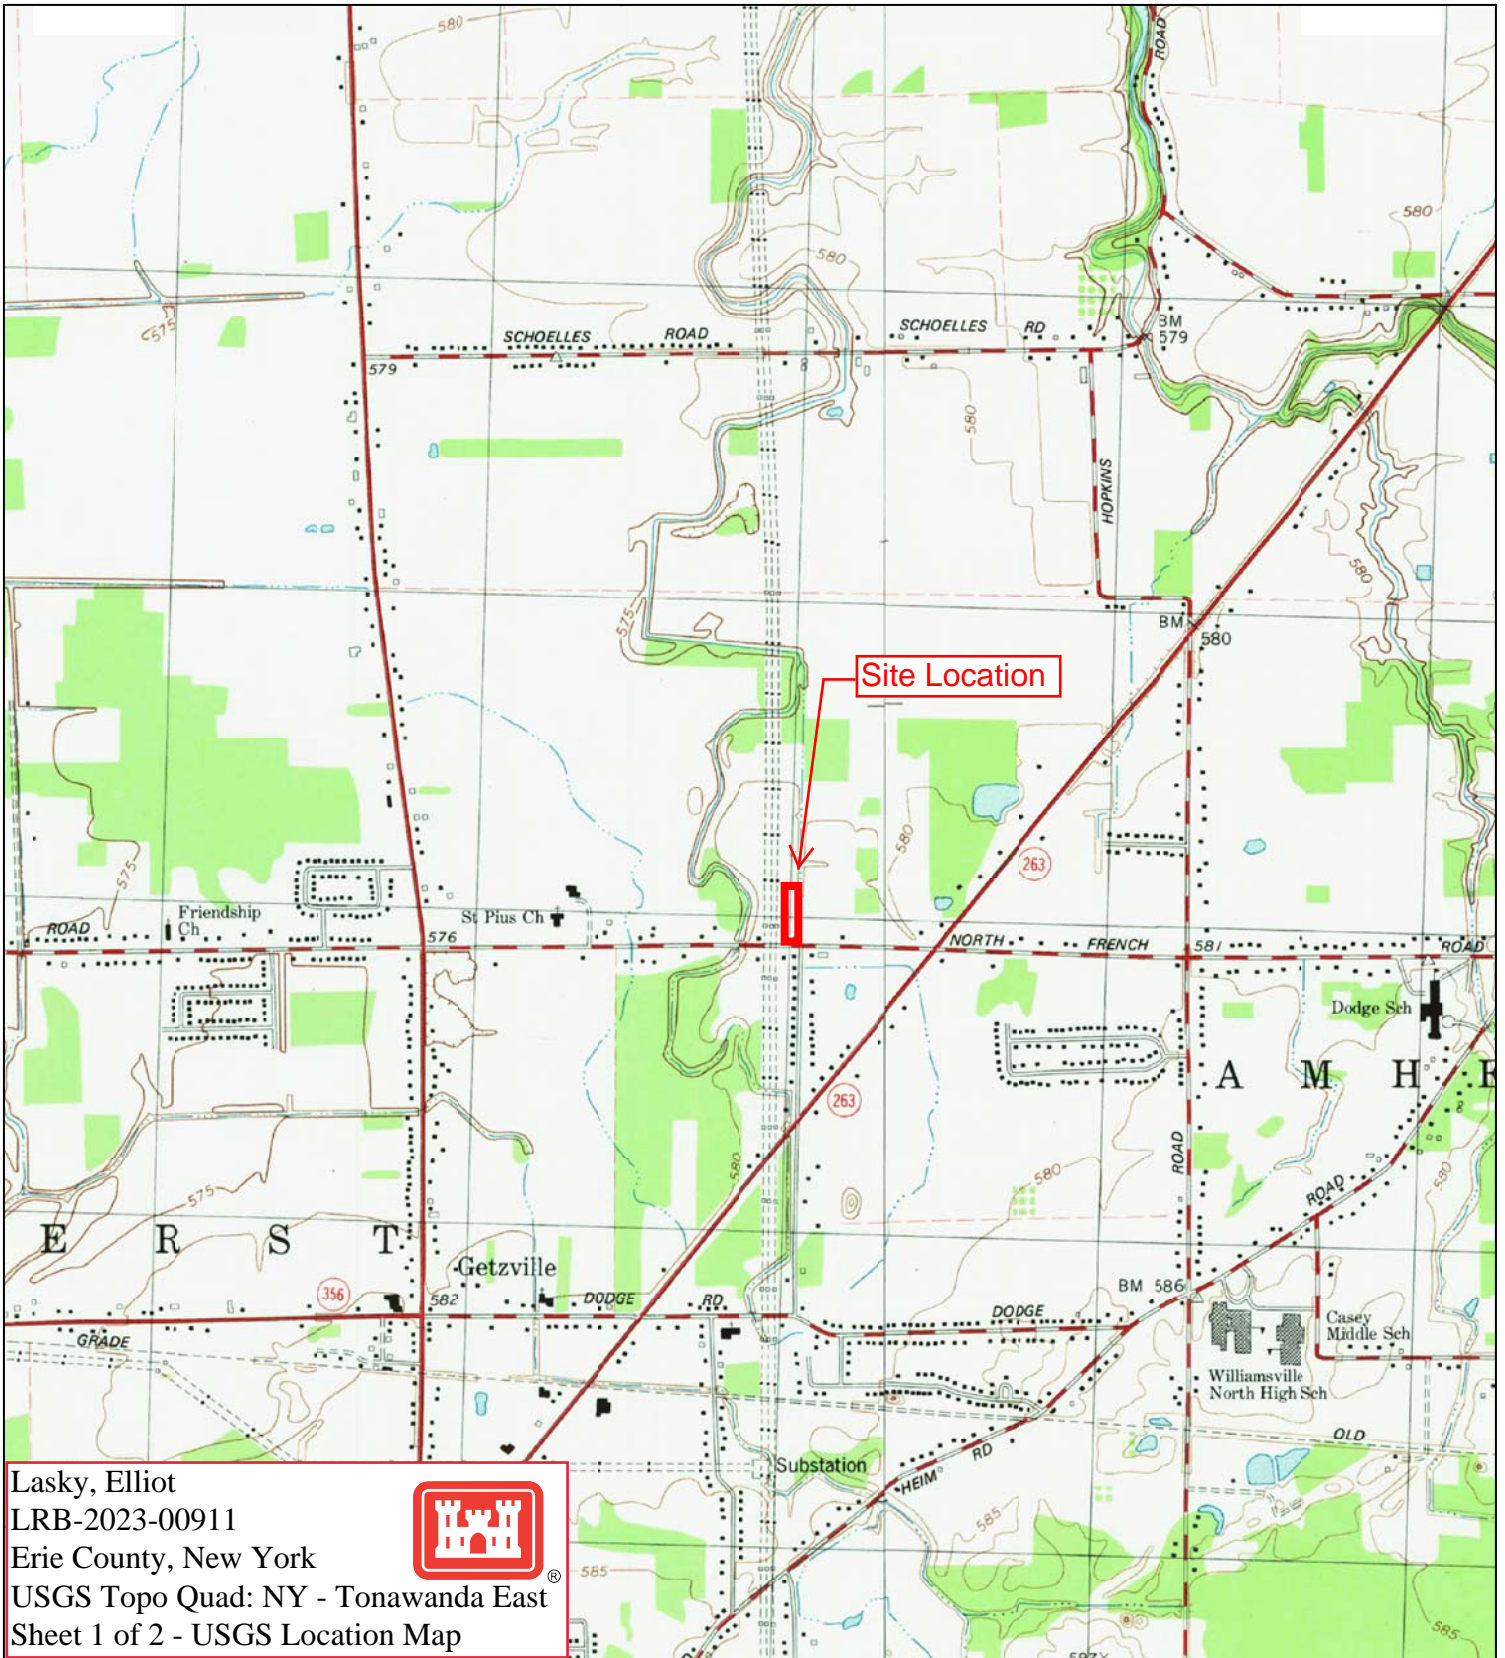 580
ROAD
580
580
575
SCHOELLES ROAD
SCHOELLES RD
BM
579
579
580
HOPKINS
580
575
BM
580
Site Location
580
263
575
Friendship
Ch
St Pius Ch
ROAD
576
NORTH FRENCH
581
ROAD
Dodge Sch
A M H E
263
580
580
ROAD
580
575
ROAD
E R S T
Getzville
356
582
DODGE RD
DODGE
BM 586
GRADE
Casey
Middle Sch
Williamsville
North High Sch
OLD
Substation
HEIM RD
585
585
585
Lasky, Elliot
LRB-2023-00911
Erie County, New York
USGS Topo Quad: NY - Tonawanda East
Sheet 1 of 2 - USGS Location Map
®